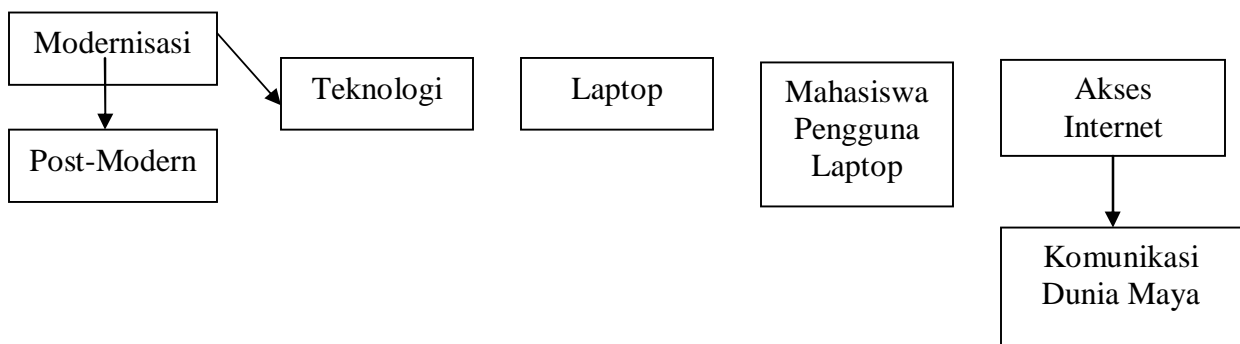 Modernisasi
Post-Modern
Teknologi
Laptop
Mahasiswa
Pengguna
Laptop
Akses
Internet
Komunikasi
Dunia Maya